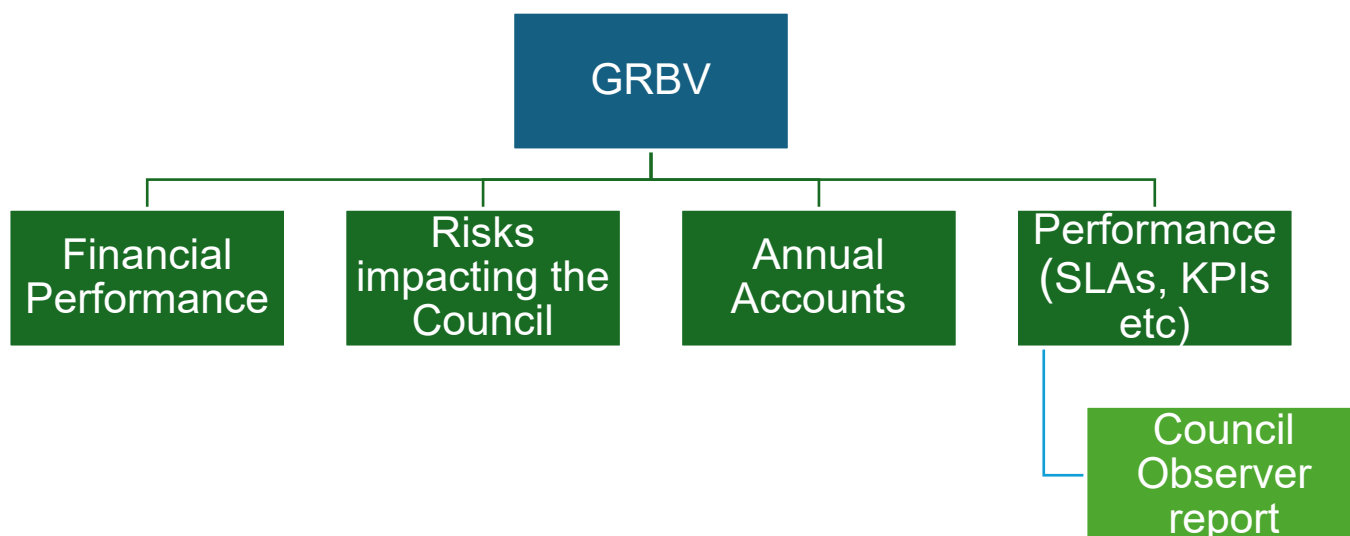 GRBV
Financial
Performance
Risks
impacting the
Council
Annual
Accounts
Performance
(SLAs, KPIs
etc)
Council
Observer
report